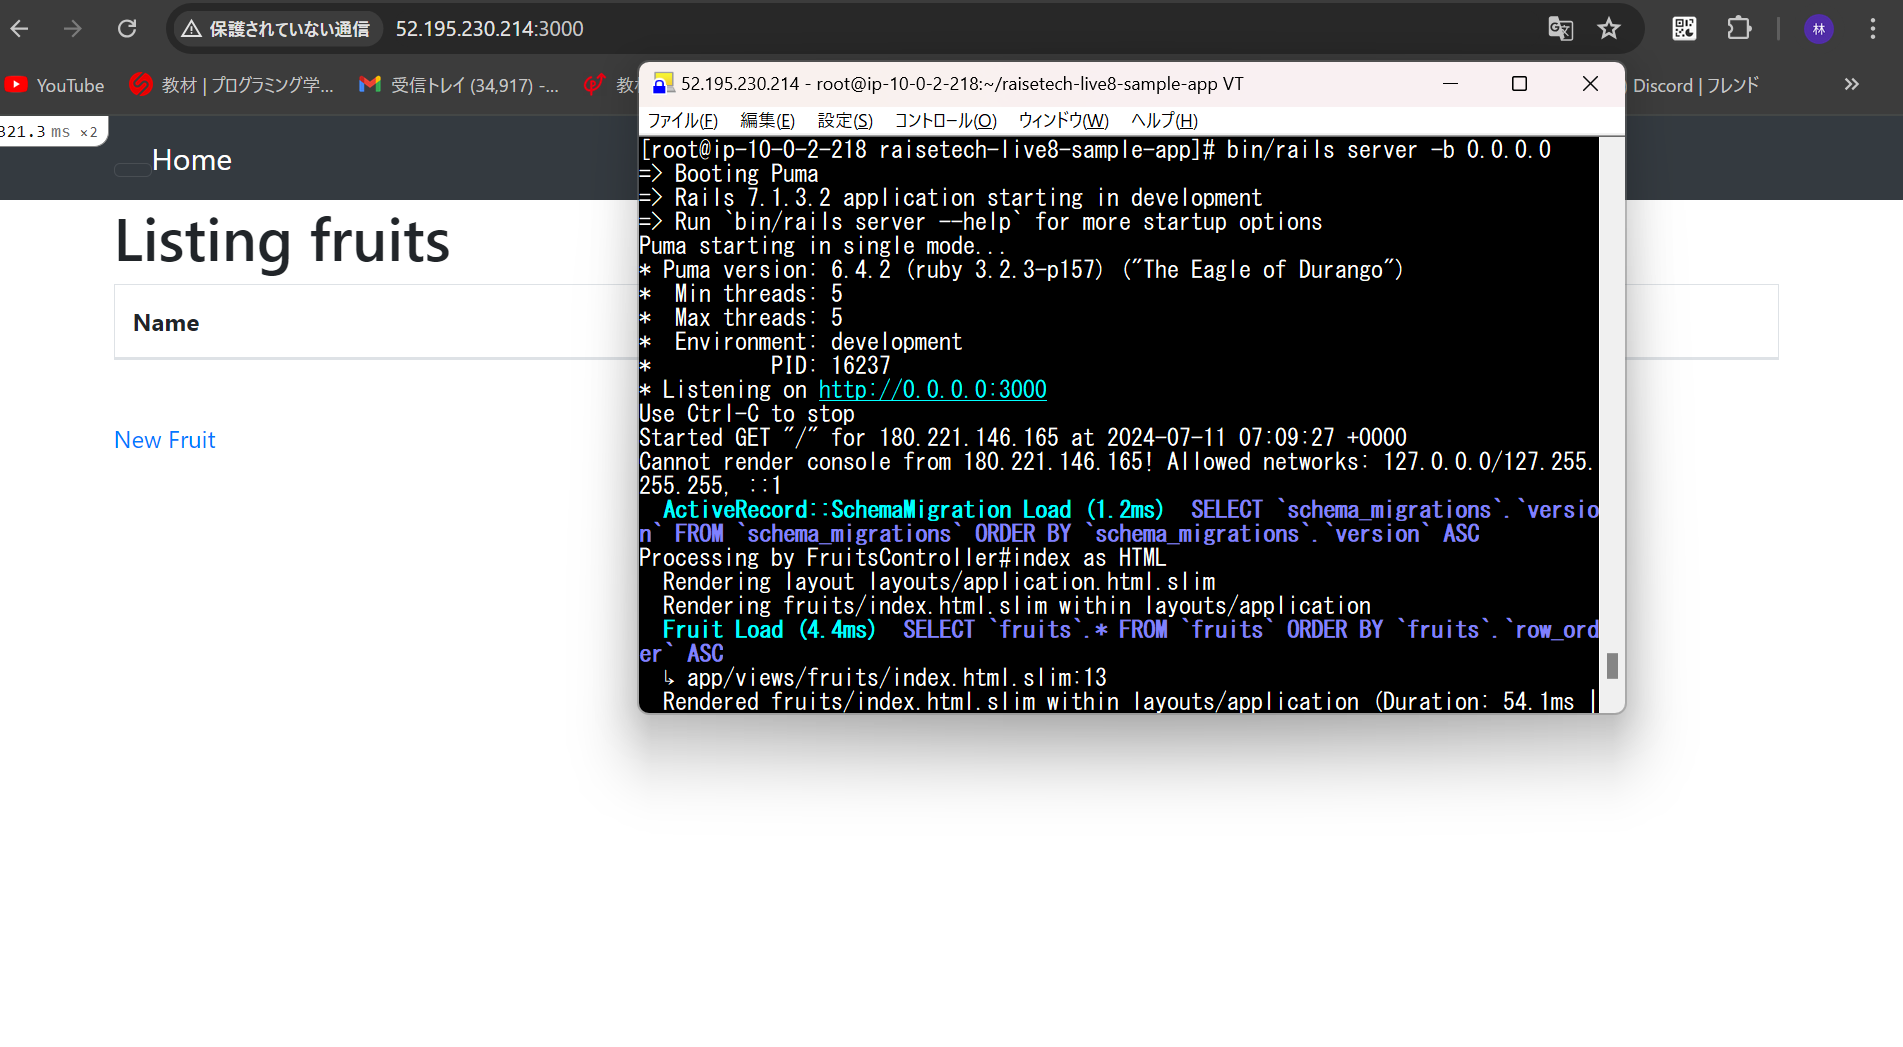 保護されていない通信 52.195.230.214:3000 林
YouTube 教材 | プログラミング学... 受信トレイ (34,917) -... 教材 Discord | フレンド
321.3 ms ×2
Home
Listing fruits
Name
New Fruit
52.195.230.214 - root@ip-10-0-2-218:~/raisetech-live8-sample-app VT
ファイル(F) 編集(E) 設定(S) コントロール(O) ウィンドウ(W) ヘルプ(H)
[root@ip-10-0-2-218 raisetech-live8-sample-app]# bin/rails server -b 0.0.0.0
=> Booting Puma
=> Rails 7.1.3.2 application starting in development
=> Run `bin/rails server --help` for more startup options
Puma starting in single mode...
* Puma version: 6.4.2 (ruby 3.2.3-p157) ("The Eagle of Durango")
* Min threads: 5
* Max threads: 5
* Environment: development
* PID: 16237
* Listening on http://0.0.0.0:3000
Use Ctrl-C to stop
Started GET "/" for 180.221.146.165 at 2024-07-11 07:09:27 +0000
Cannot render console from 180.221.146.165! Allowed networks: 127.0.0.0/127.255.
255.255, ::1
ActiveRecord::SchemaMigration Load (1.2ms) SELECT `schema_migrations`.`versio
n` FROM `schema_migrations` ORDER BY `schema_migrations`.`version` ASC
Processing by FruitsController#index as HTML
Rendering layout layouts/application.html.slim
Rendering fruits/index.html.slim within layouts/application
Fruit Load (4.4ms) SELECT `fruits`.* FROM `fruits` ORDER BY `fruits`.`row_ord
er` ASC
↳ app/views/fruits/index.html.slim:13
Rendered fruits/index.html.slim within layouts/application (Duration: 54.1ms |